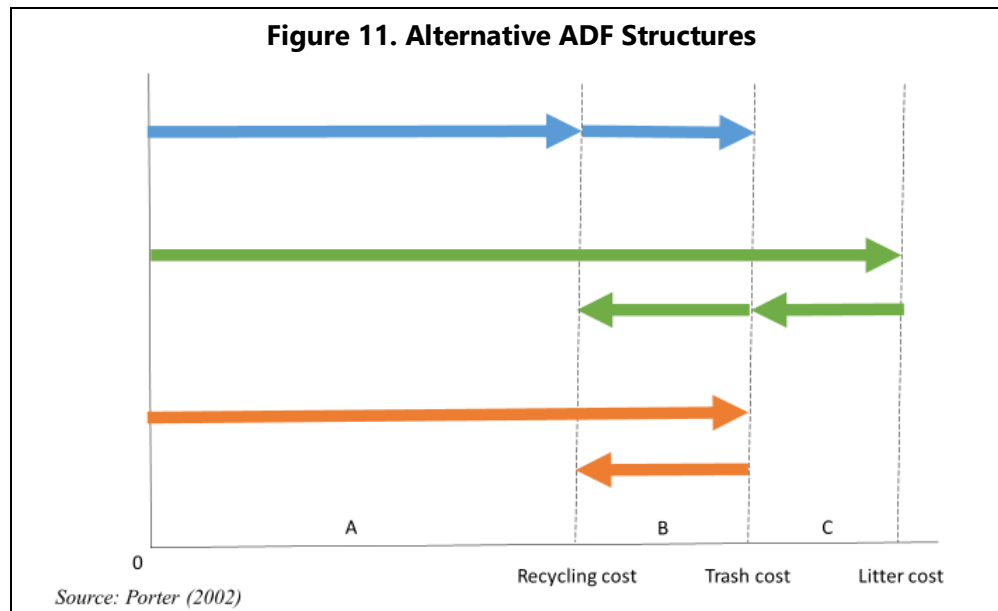 Figure 11. Alternative ADF Structures
A B C
0
Recycling cost Trash cost Litter cost
Source: Porter (2002)